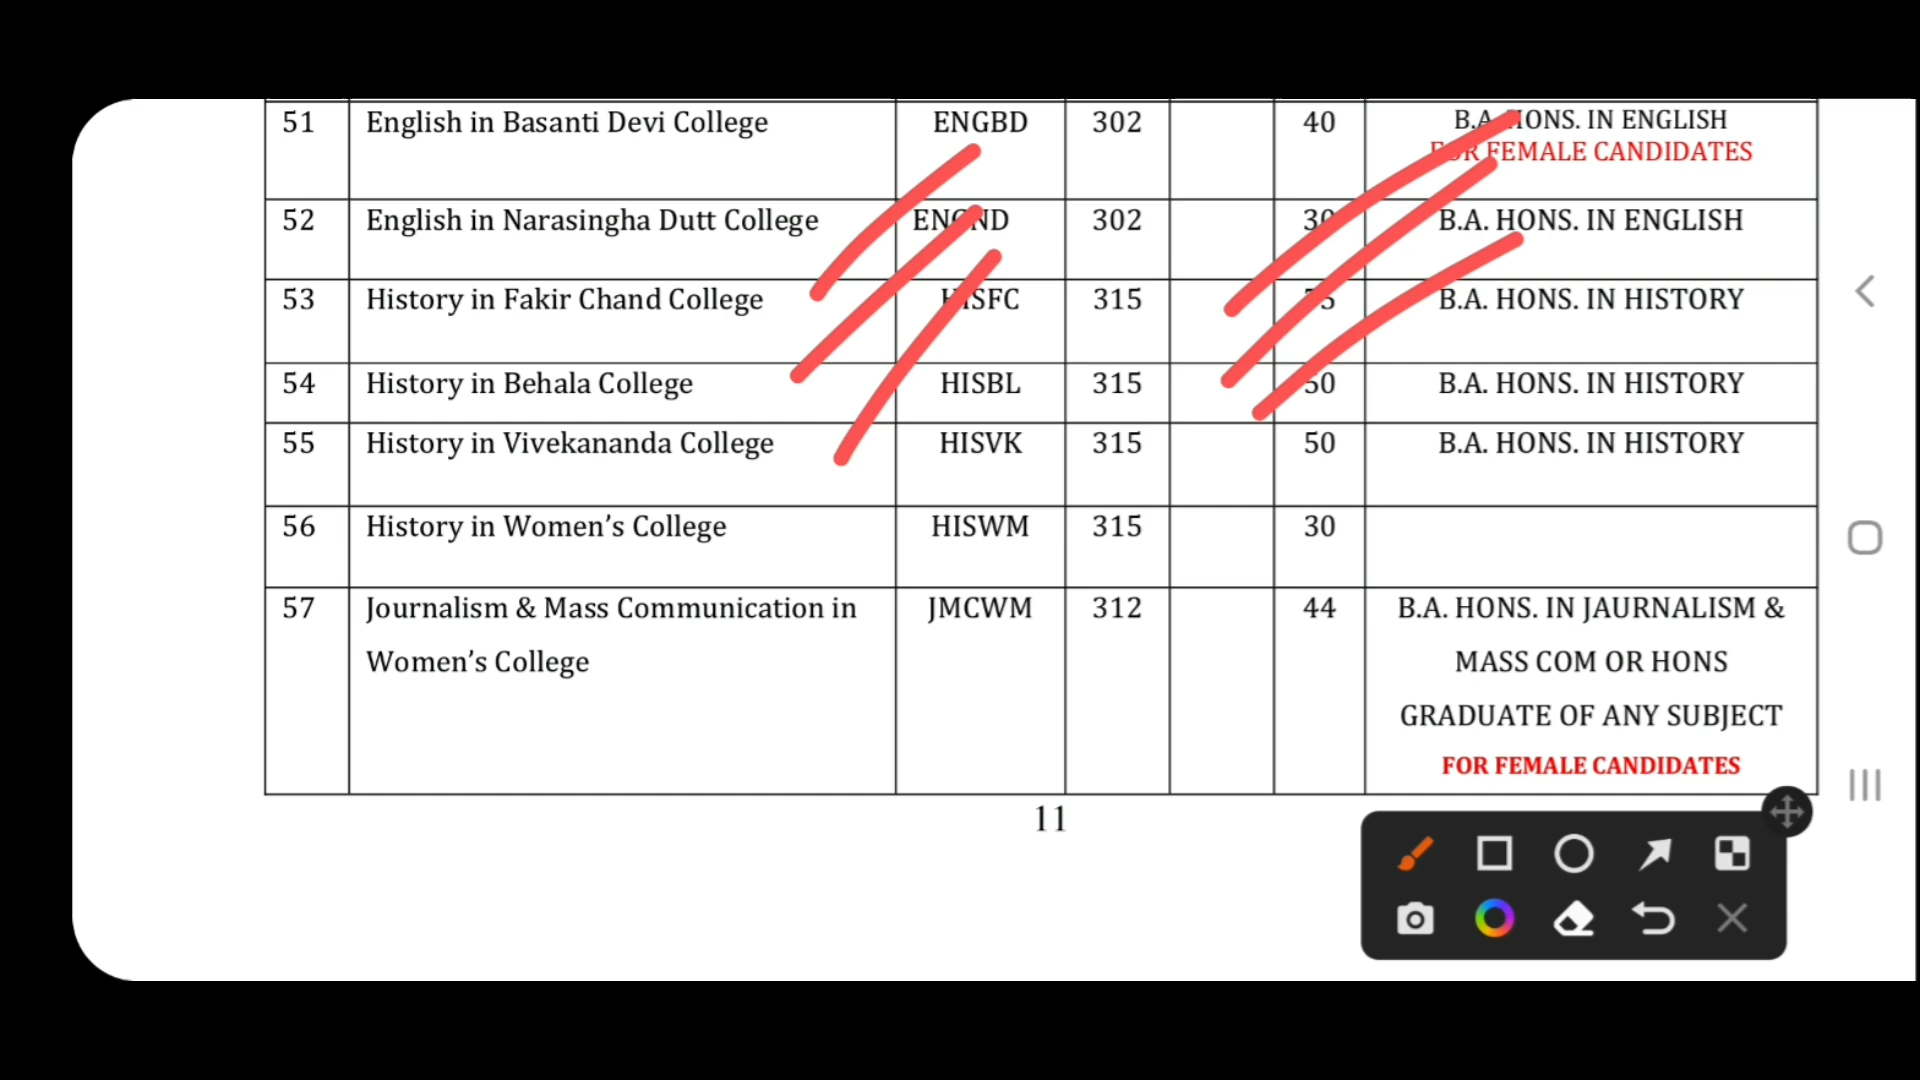 51 English in Basanti Devi College ENGBD 302 40 B.A. HONS. IN ENGLISH
FOR FEMALE CANDIDATES
52 English in Narasingha Dutt College 302 B.A. HONS. IN ENGLISH
53 History in Fakir Chand College HISFC 315 B.A. HONS. IN HISTORY
54 History in Behala College HISBL 315 50 B.A. HONS. IN HISTORY
55 History in Vivekananda College HISVK 315 50 B.A. HONS. IN HISTORY
56 History in Women’s College HISWM 315 30
57 Journalism & Mass Communication in JMCWM 312 44 B.A. HONS. IN JAURNALISM &
Women’s College MASS COM OR HONS
GRADUATE OF ANY SUBJECT
FOR FEMALE CANDIDATES
11